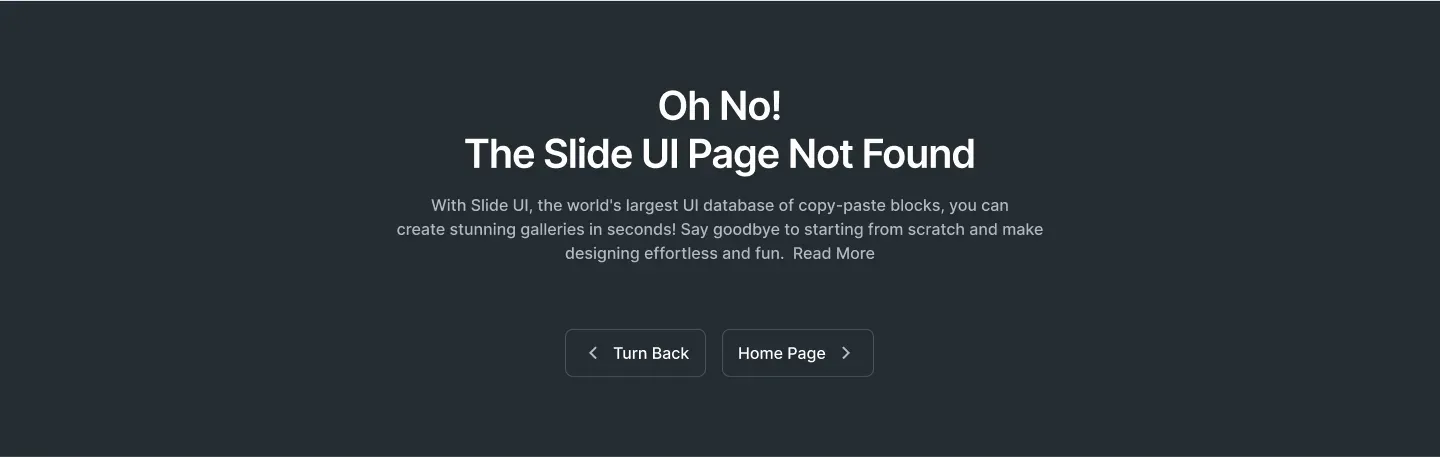 Oh No!
The Slide UI Page Not Found
With Slide UI, the world's largest UI database of copy-paste blocks, you can
create stunning galleries in seconds! Say goodbye to starting from scratch and make
designing effortless and fun. Read More
Turn Back
Home Page